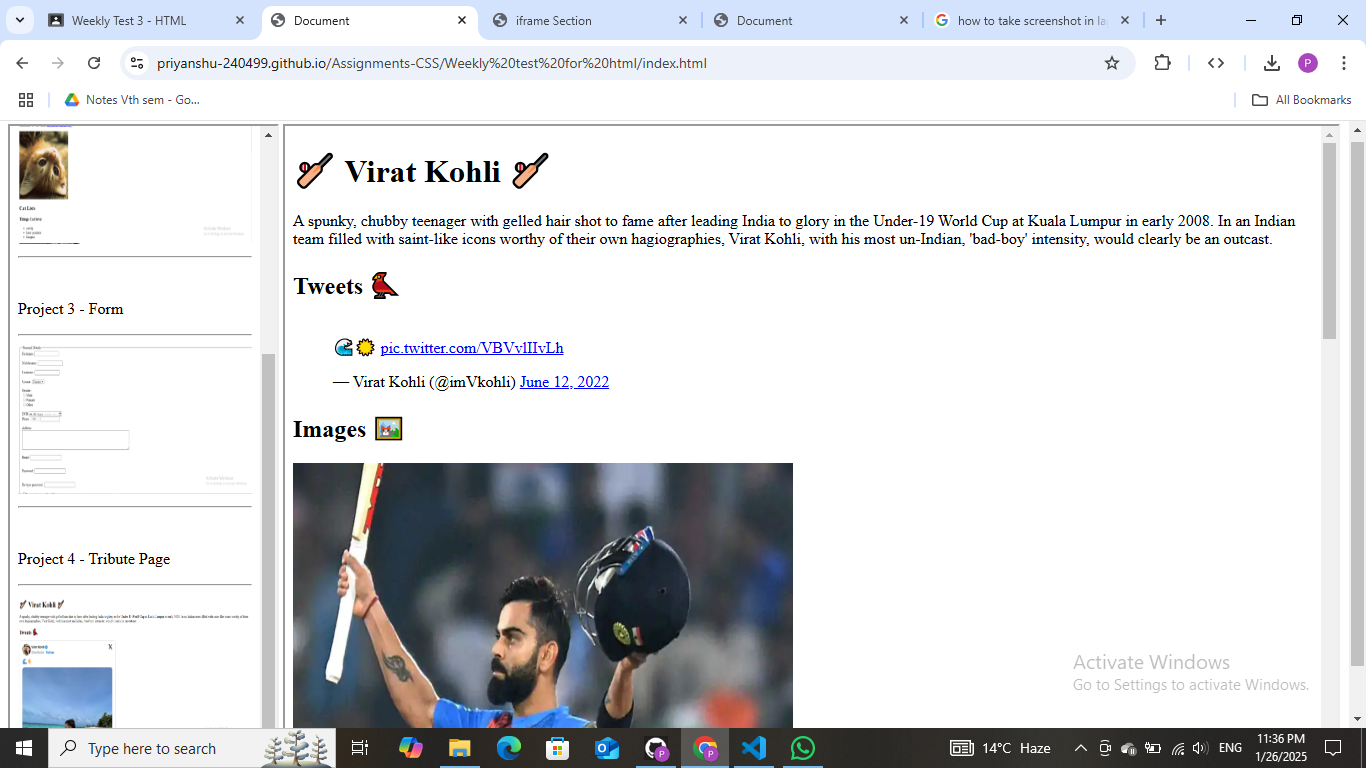 Weekly Test 3 - HTML
Document
iframe Section
Document
how to take screenshot in la
priyanshu-240499.github.io/Assignments-CSS/Weekly%20test%20for%20html/index.html
P
Notes Vth sem - Go...
All Bookmarks
Cat Lists
Things Cat love:
Project 3 - Form
Project 4 - Tribute Page
Virat Kohli
Tweets
X
Virat Kohli
A spunky, chubby teenager with gelled hair shot to fame after leading India to glory in the Under-19 World Cup at Kuala Lumpur in early 2008. In an Indian
team filled with saint-like icons worthy of their own hagiographies, Virat Kohli, with his most un-Indian, 'bad-boy' intensity, would clearly be an outcast.
Tweets
pic.twitter.com/VBVvlIIvLh
— Virat Kohli (@imVkohli) June 12, 2022
Images
Activate Windows
Go to Settings to activate Windows.
Type here to search
P
P
14°C Haze
ENG
11:36 PM
1/26/2025